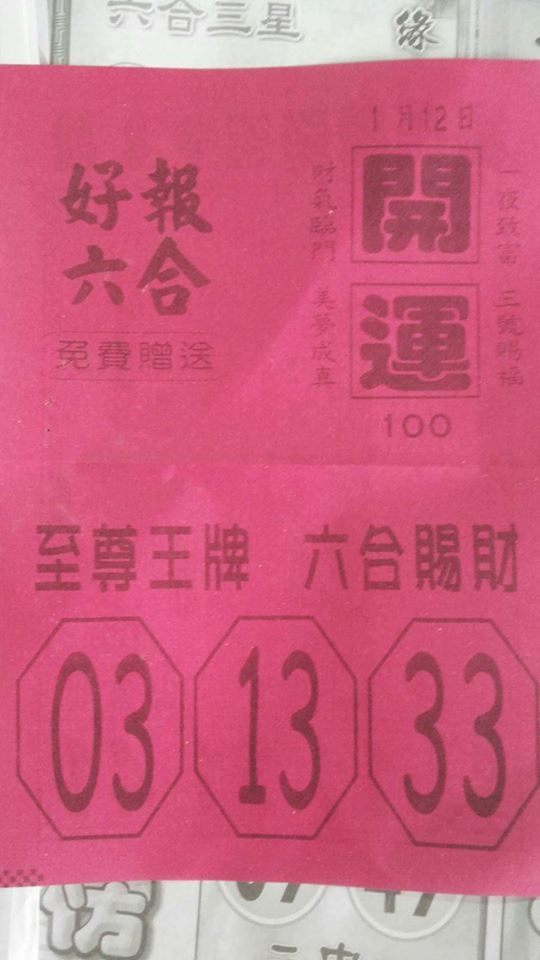 六合三星
緣
1月12日
好報
六合
免費贈送
財氣臨門 美夢成真
開運
一夜致富 三號賜福
100
至尊王牌 六合賜財
03 13 33